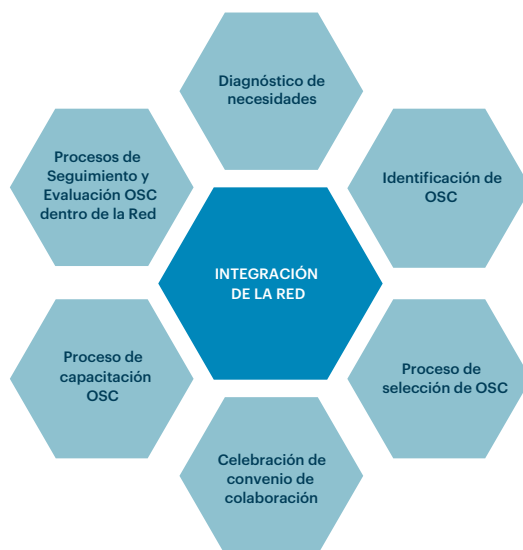 Diagnóstico de
necesidades
Identificación de
OSC
Proceso de
selección de OSC
Celebración de
convenio de
colaboración
Proceso de
capacitación
OSC
Procesos de
Seguimiento y
Evaluación OSC
dentro de la Red
INTEGRACIÓN
DE LA RED